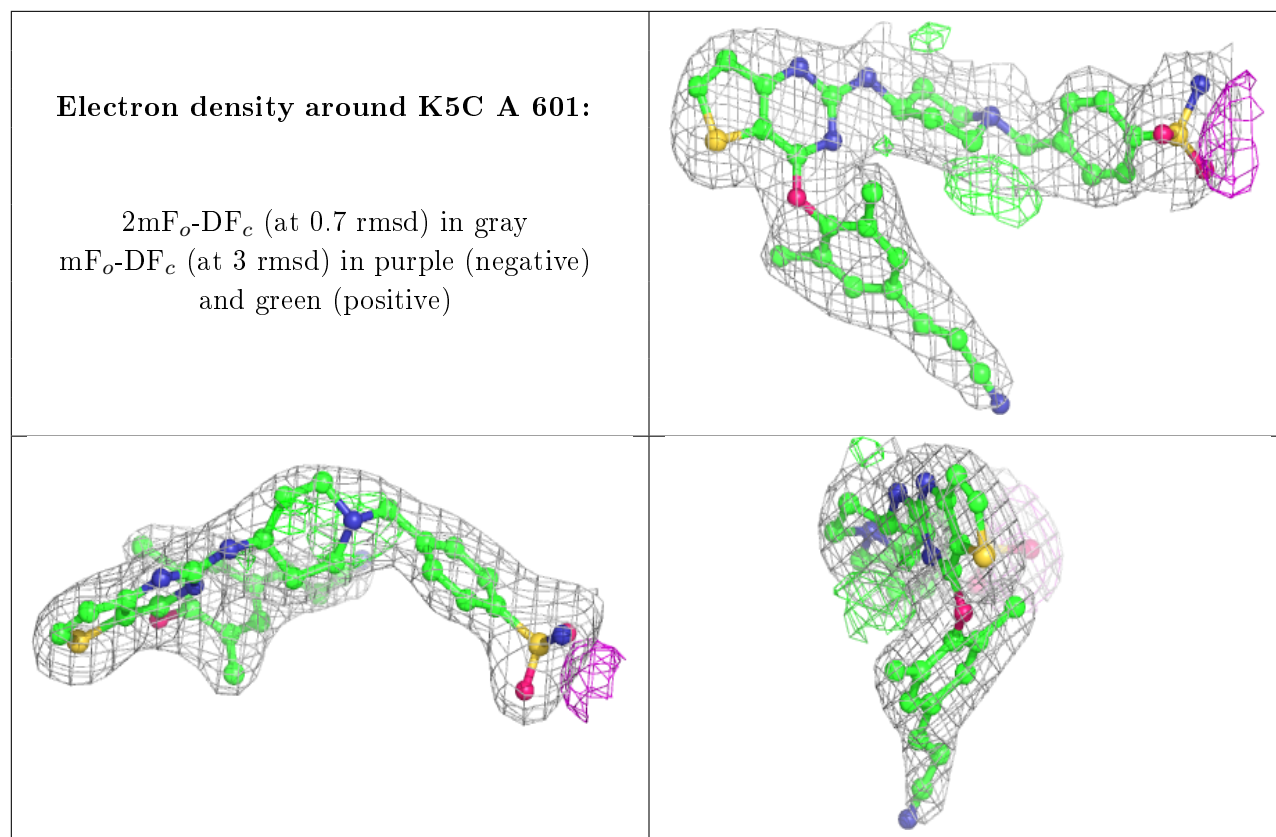 Electron density around K5C A 601:
2mFo-DFc (at 0.7 rmsd) in gray
mFo-DFc (at 3 rmsd) in purple (negative)
and green (positive)